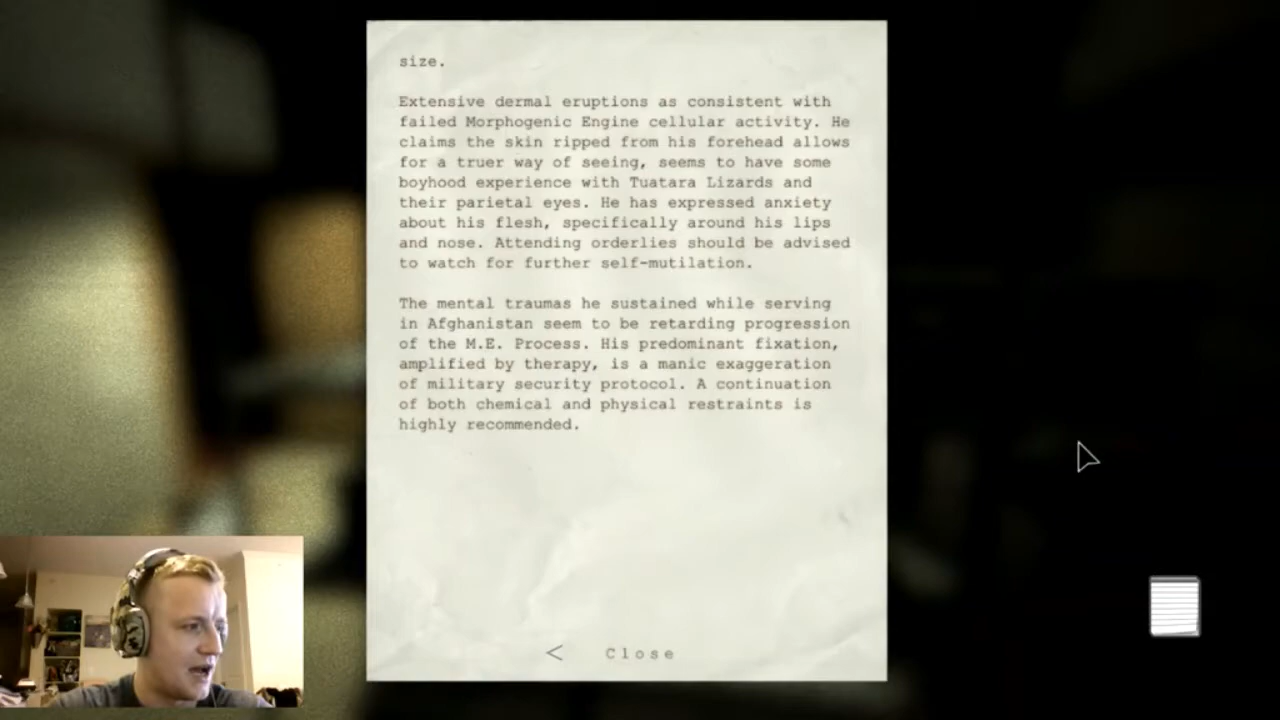 size.
Extensive dermal eruptions as consistent with
failed Morphogenic Engine cellular activity. He
claims the skin ripped from his forehead allows
for a truer way of seeing, seems to have some
boyhood experience with Tuatara Lizards and
their parietal eyes. He has expressed anxiety
about his flesh, specifically around his lips
and nose. Attending orderlies should be advised
to watch for further self-mutilation.
The mental traumas he sustained while serving
in Afghanistan seem to be retarding progression
of the M.E. Process. His predominant fixation,
amplified by therapy, is a manic exaggeration
of military security protocol. A continuation
of both chemical and physical restraints is
highly recommended.
< Close